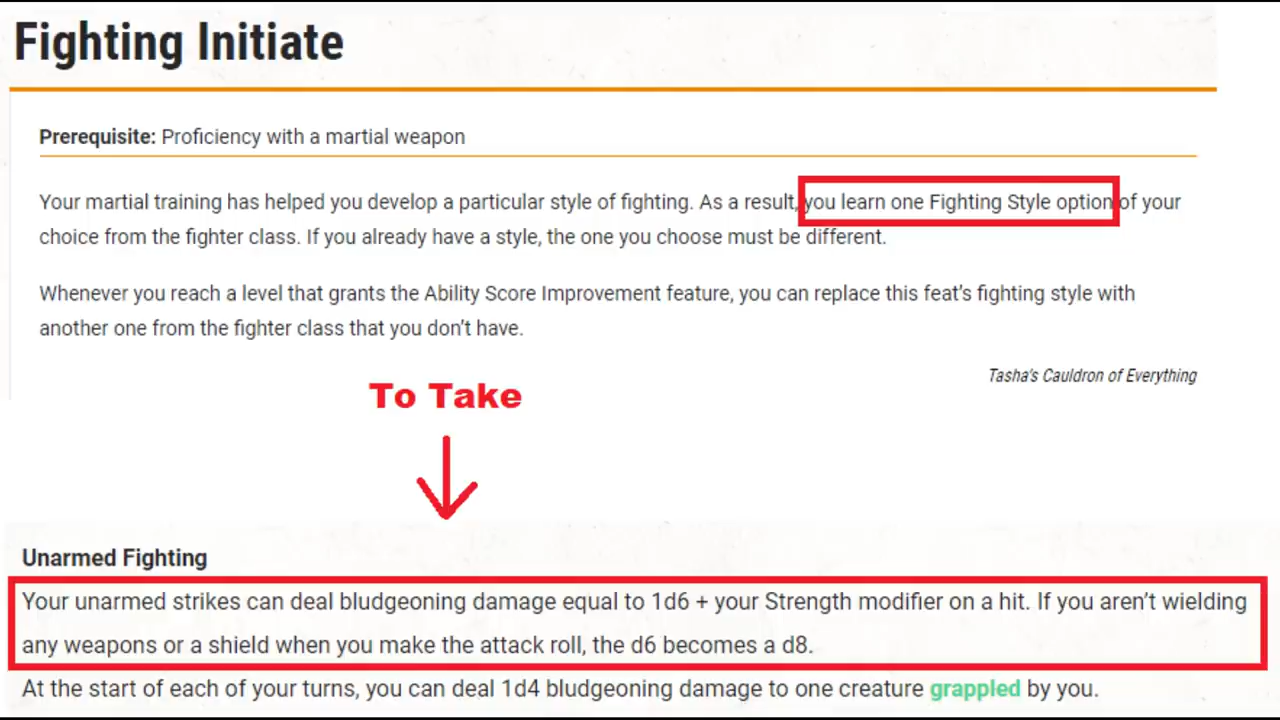 Fighting Initiate
Prerequisite: Proficiency with a martial weapon
Your martial training has helped you develop a particular style of fighting. As a result, you learn one Fighting Style option of your
choice from the fighter class. If you already have a style, the one you choose must be different.
Whenever you reach a level that grants the Ability Score Improvement feature, you can replace this feat’s fighting style with
another one from the fighter class that you don’t have.
Tasha's Cauldron of Everything
To Take
Unarmed Fighting
Your unarmed strikes can deal bludgeoning damage equal to 1d6 + your Strength modifier on a hit. If you aren’t wielding
any weapons or a shield when you make the attack roll, the d6 becomes a d8.
At the start of each of your turns, you can deal 1d4 bludgeoning damage to one creature grappled by you.